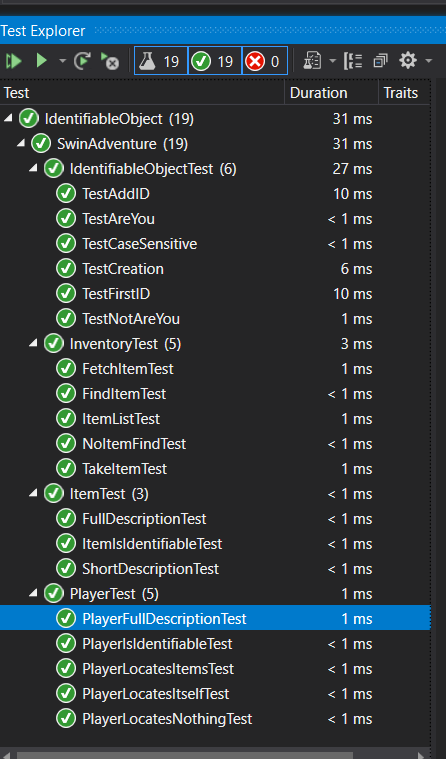 Test Explorer
19 19 0
Test Duration Traits
IdentifiableObject (19) 31 ms
SwinAdventure (19) 31 ms
IdentifiableObjectTest (6) 27 ms
TestAddID 10 ms
TestAreYou < 1 ms
TestCaseSensitive < 1 ms
TestCreation 6 ms
TestFirstID 10 ms
TestNotAreYou 1 ms
InventoryTest (5) 3 ms
FetchItemTest 1 ms
FindItemTest < 1 ms
ItemListTest 1 ms
NoItemFindTest < 1 ms
TakeItemTest 1 ms
ItemTest (3) < 1 ms
FullDescriptionTest < 1 ms
ItemIsIdentifiableTest < 1 ms
ShortDescriptionTest < 1 ms
PlayerTest (5) 1 ms
PlayerFullDescriptionTest 1 ms
PlayerIsIdentifiableTest < 1 ms
PlayerLocatesItemsTest < 1 ms
PlayerLocatesItselfTest < 1 ms
PlayerLocatesNothingTest < 1 ms